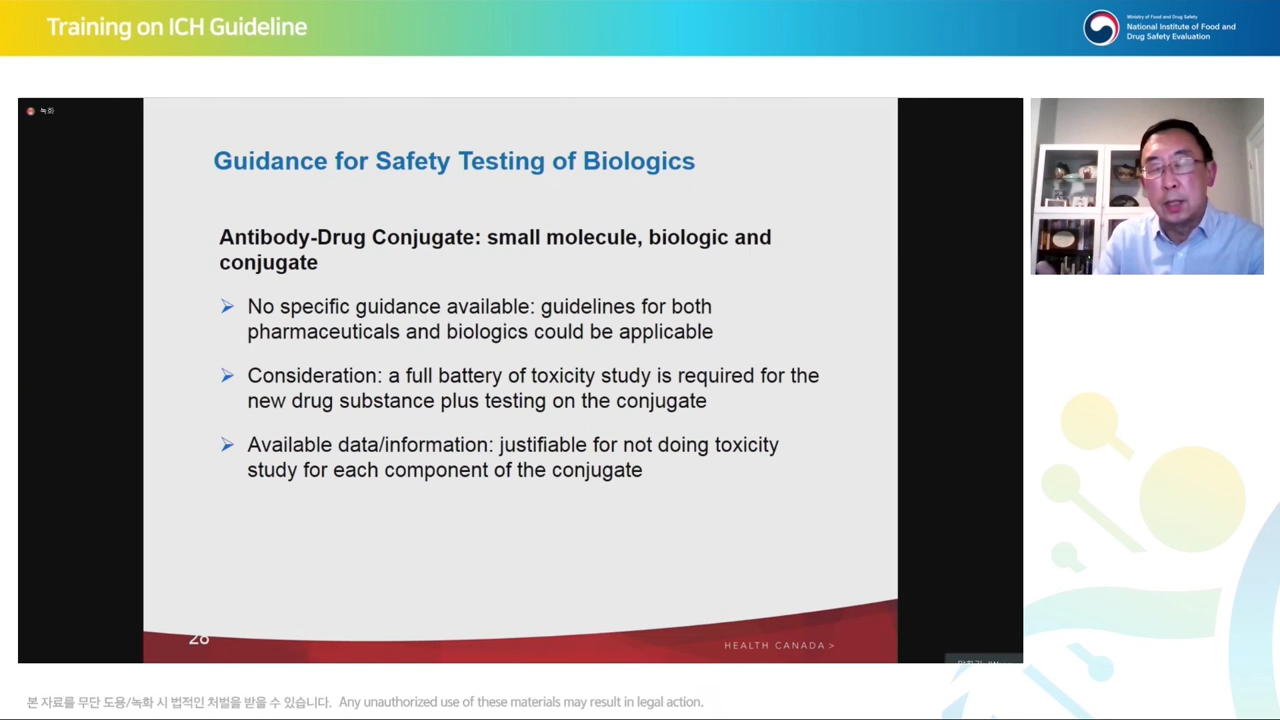 Training on ICH Guideline
Ministry of Food and Drug Safety
National Institute of Food and
Drug Safety Evaluation
녹화
Guidance for Safety Testing of Biologics
Antibody-Drug Conjugate: small molecule, biologic and
conjugate
No specific guidance available: guidelines for both
pharmaceuticals and biologics could be applicable
Consideration: a full battery of toxicity study is required for the
new drug substance plus testing on the conjugate
Available data/information: justifiable for not doing toxicity
study for each component of the conjugate
28
HEALTH CANADA >
본 자료를 무단 도용/녹화 시 법적인 처벌을 받을 수 있습니다. Any unauthorized use of these materials may result in legal action.